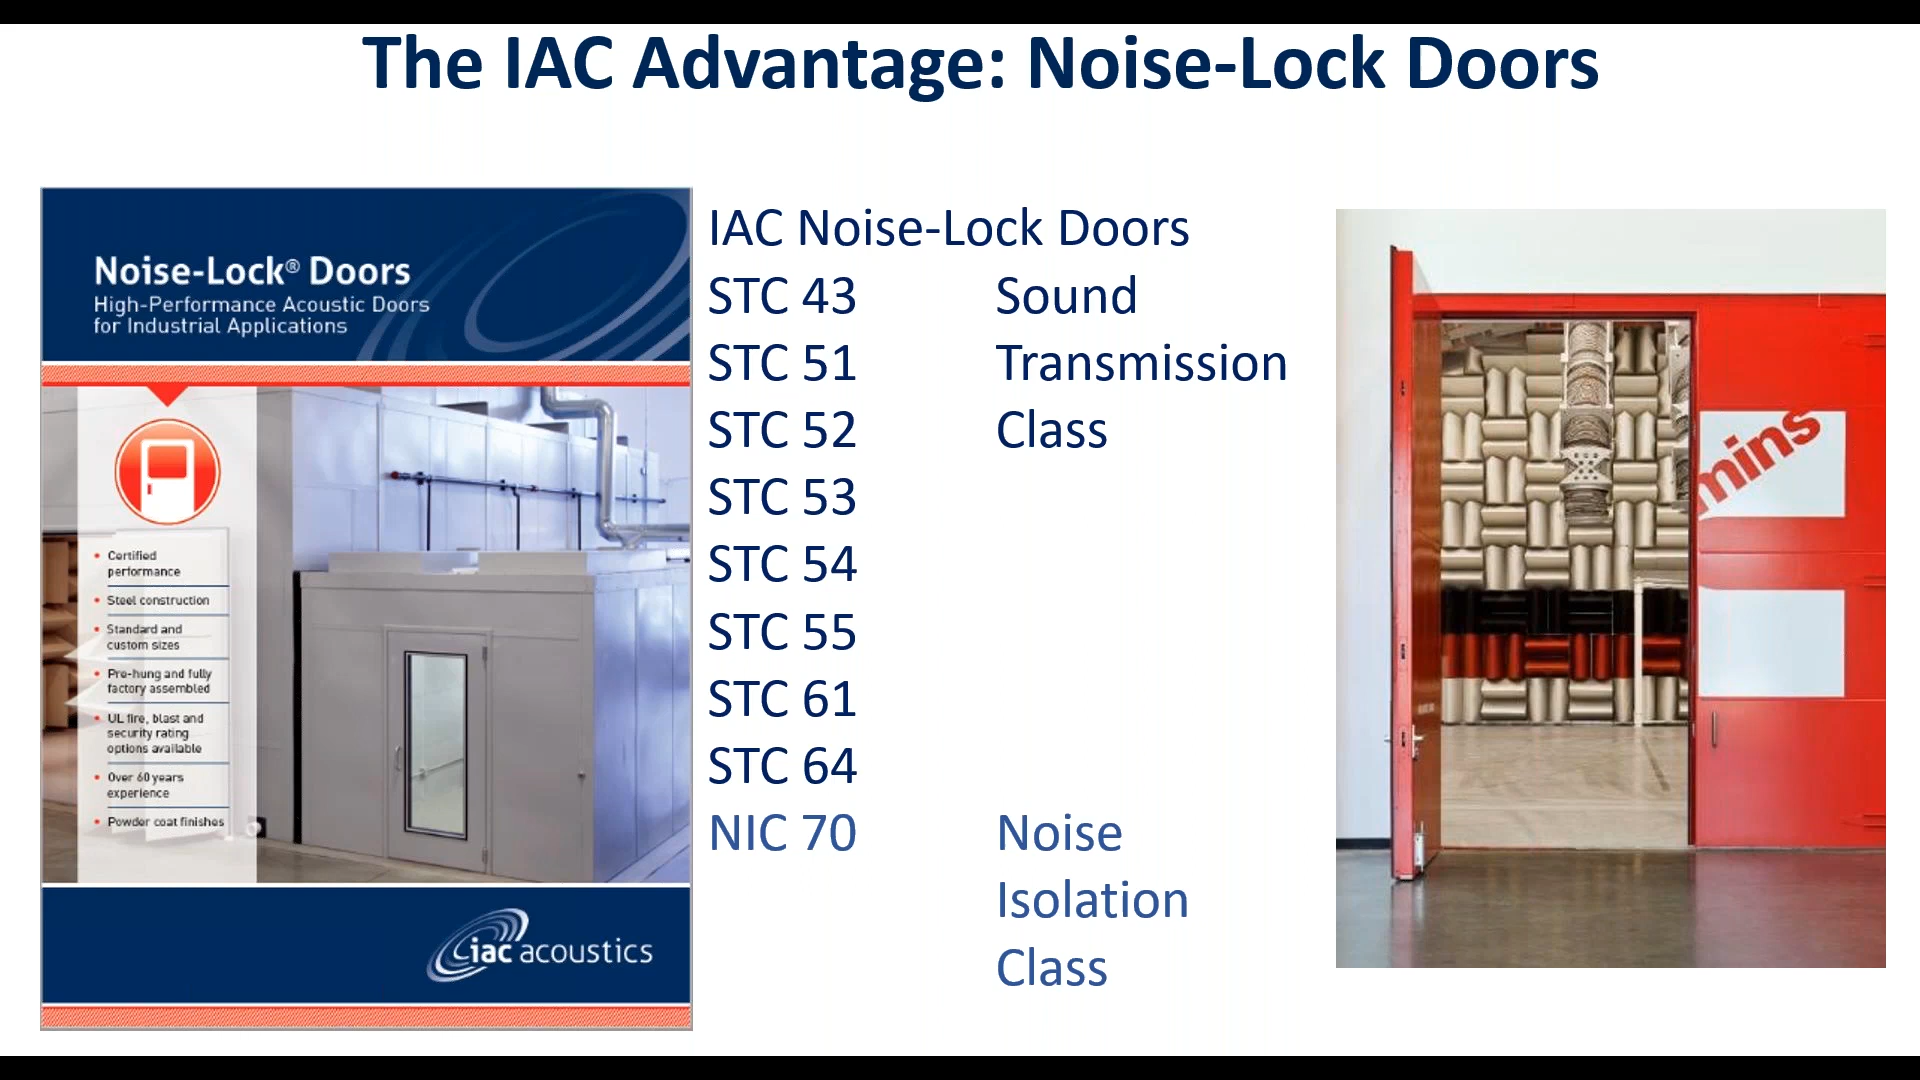 The IAC Advantage: Noise-Lock Doors
Noise-Lock® Doors
High-Performance Acoustic Doors
for Industrial Applications
• Certified
performance
• Steel construction
• Standard and
custom sizes
• Pre-hung and fully
factory assembled
• UL fire, blast and
security rating
options available
• Over 60 years
experience
• Powder coat finishes
iac acoustics
IAC Noise-Lock Doors
STC 43 Sound
STC 51 Transmission
STC 52 Class
STC 53
STC 54
STC 55
STC 61
STC 64
NIC 70 Noise
Isolation
Class
mins